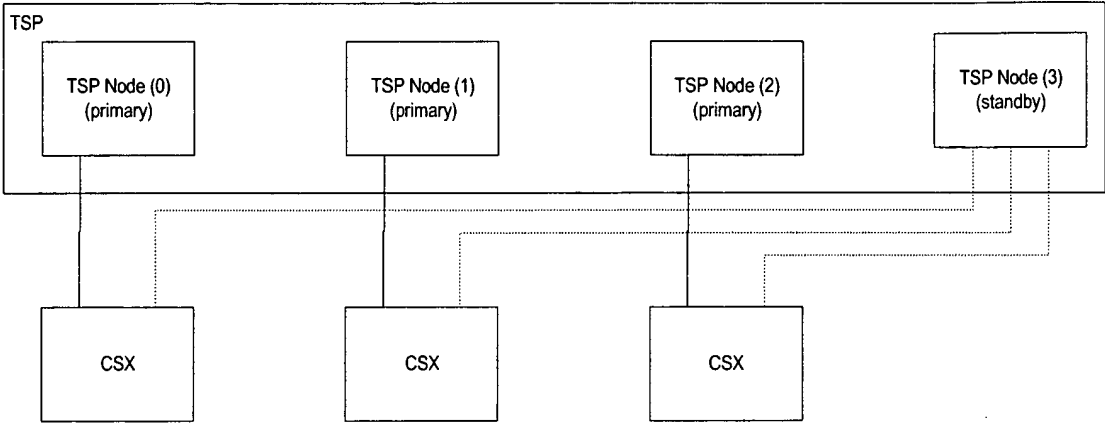 TSP
TSP Node (0)
(primary)
TSP Node (1)
(primary)
TSP Node (2)
(primary)
TSP Node (3)
(standby)
CSX
CSX
CSX